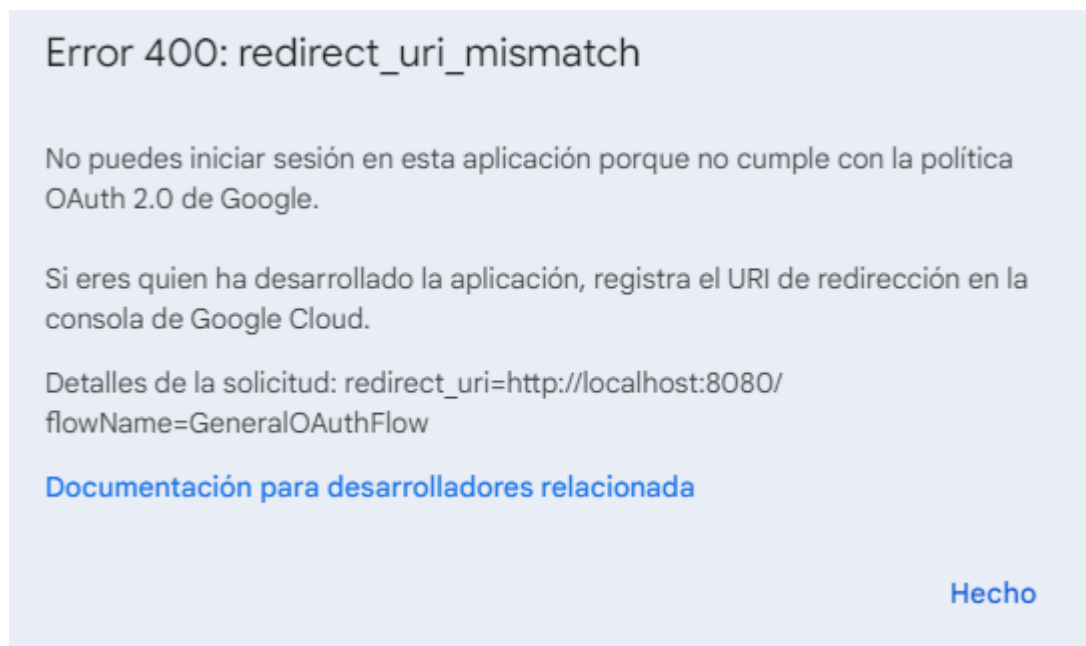 Error 400: redirect_uri_mismatch
No puedes iniciar sesión en esta aplicación porque no cumple con la política
OAuth 2.0 de Google.
Si eres quien ha desarrollado la aplicación, registra el URI de redirección en la
consola de Google Cloud.
Detalles de la solicitud: redirect_uri=http://localhost:8080/
flowName=GeneralOAuthFlow
Documentación para desarrolladores relacionada
Hecho